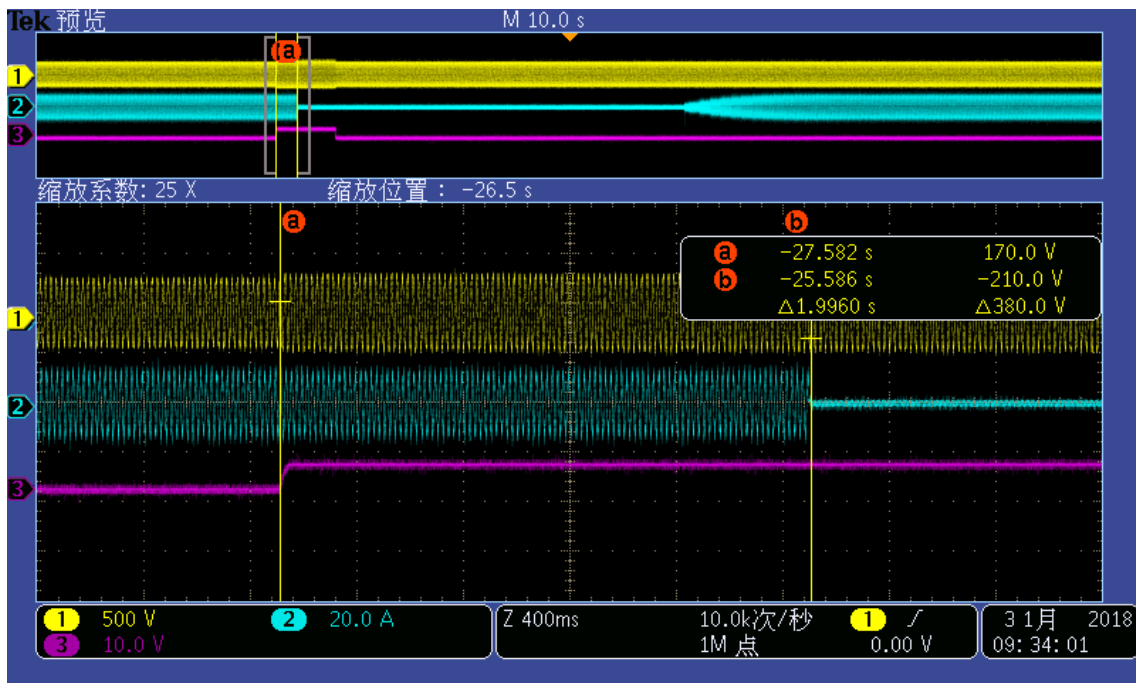 Tek 预览 M 10.0 s
a
1
2
3
缩放系数: 25 X 缩放位置: -26.5 s
a b
a -27.582 s 170.0 V
b -25.586 s -210.0 V
△1.9960 s △380.0 V
1
2
3
1 500 V 2 20.0 A Z 400ms 10.0k次/秒 1 3 1月 2018
3 10.0 V 1M 点 0.00 V 09:34:01